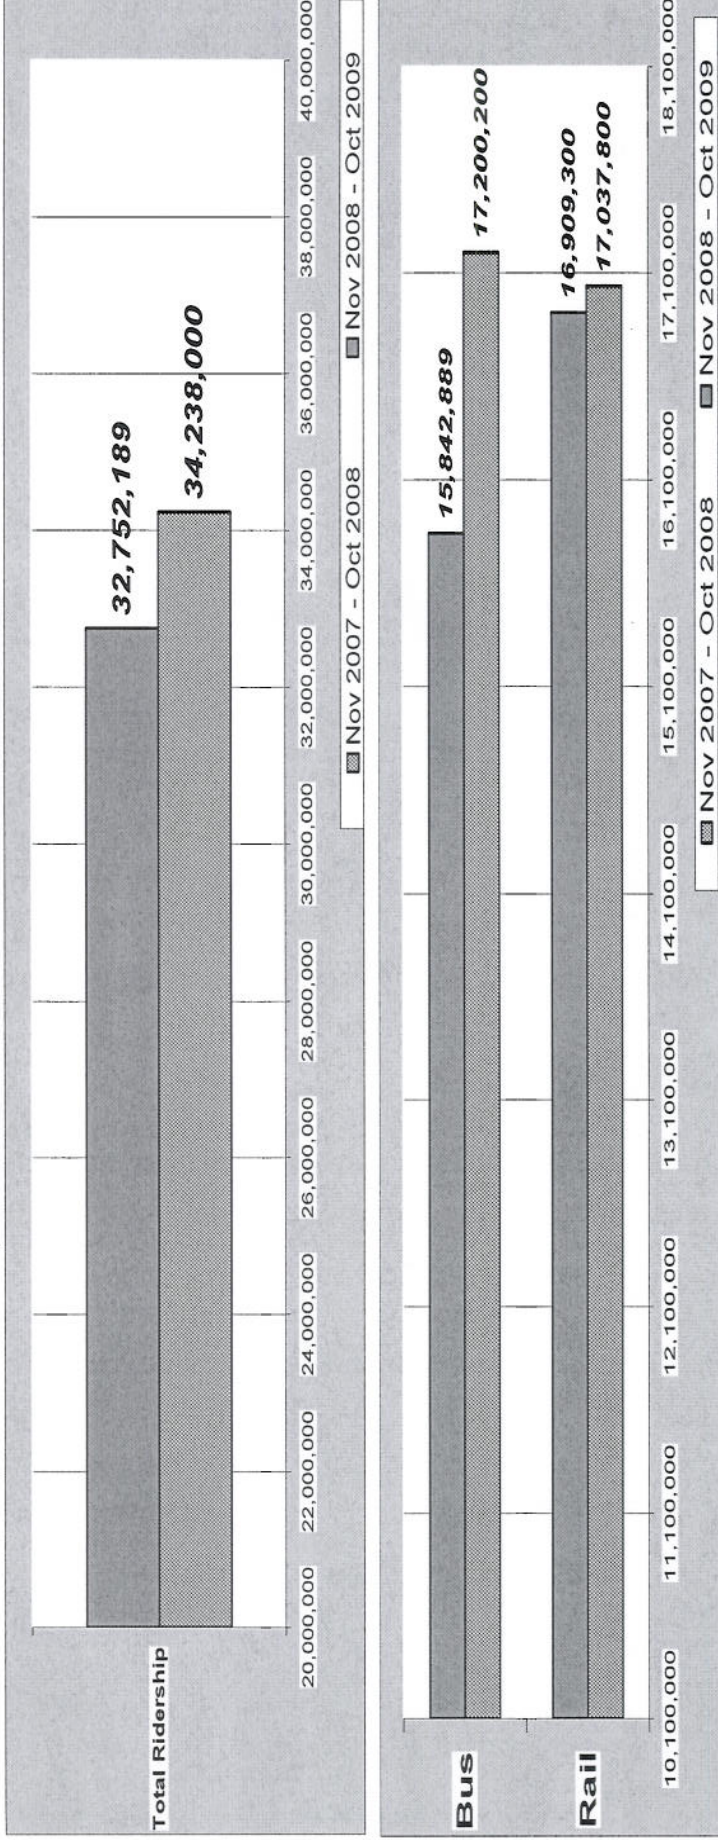 Total Ridership
32,752,189
34,238,000
20,000,000 22,000,000 24,000,000 26,000,000 28,000,000 30,000,000 32,000,000 34,000,000 36,000,000 38,000,000 40,000,000
Nov 2007 - Oct 2008 Nov 2008 - Oct 2009
Bus
15,842,889
17,200,200
Rail
16,909,300
17,037,800
10,100,000 11,100,000 12,100,000 13,100,000 14,100,000 15,100,000 16,100,000 17,100,000 18,100,000
Nov 2007 - Oct 2008 Nov 2008 - Oct 2009